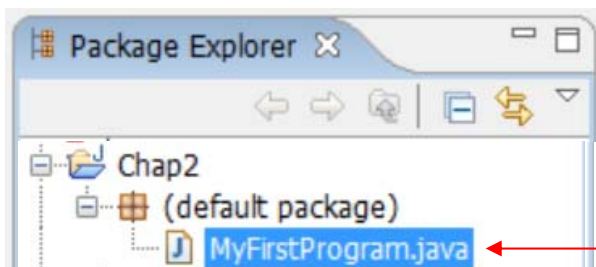 Package Explorer
Chap2
(default package)
MyFirstProgram.java